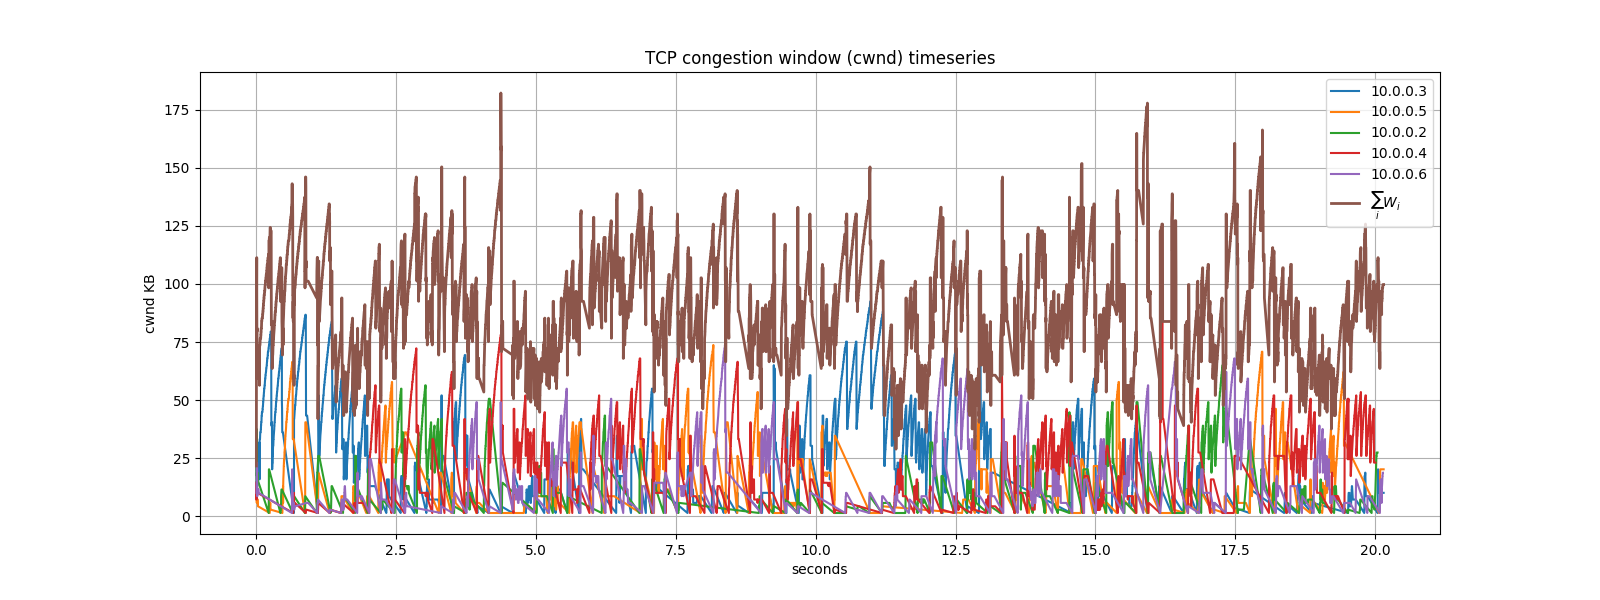 TCP congestion window (cwnd) timeseries
cwnd KB
175
150
125
100
75
50
25
0
0.0 2.5 5.0 7.5 10.0 12.5 15.0 17.5 20.0
seconds
10.0.0.3
10.0.0.5
10.0.0.2
10.0.0.4
10.0.0.6
∑ᵢ Wᵢ